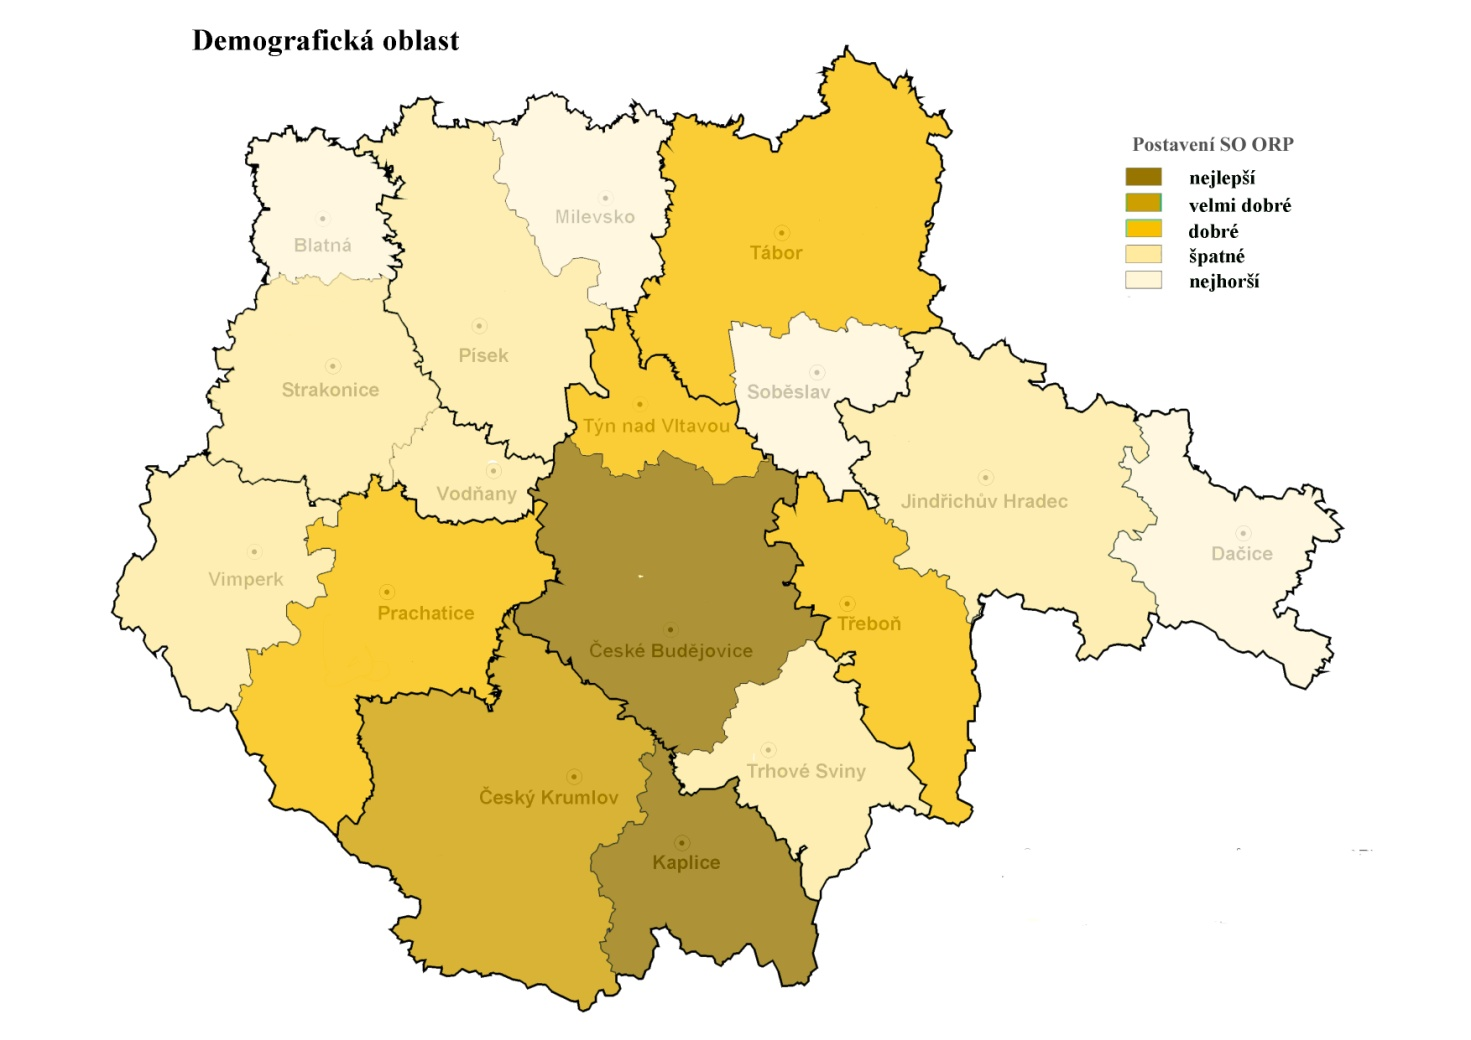 Demografická oblast
Postavení SO ORP
nejlepší
velmi dobré
dobré
špatné
nejhorší
Milevsko
Blatná
Tábor
Písek
Strakonice
Soběslav
Týn nad Vltavou
Vodňany
Jindřichův Hradec
Dačice
Vimperk
Prachatice
Třeboň
České Budějovice
Trhové Sviny
Český Krumlov
Kaplice